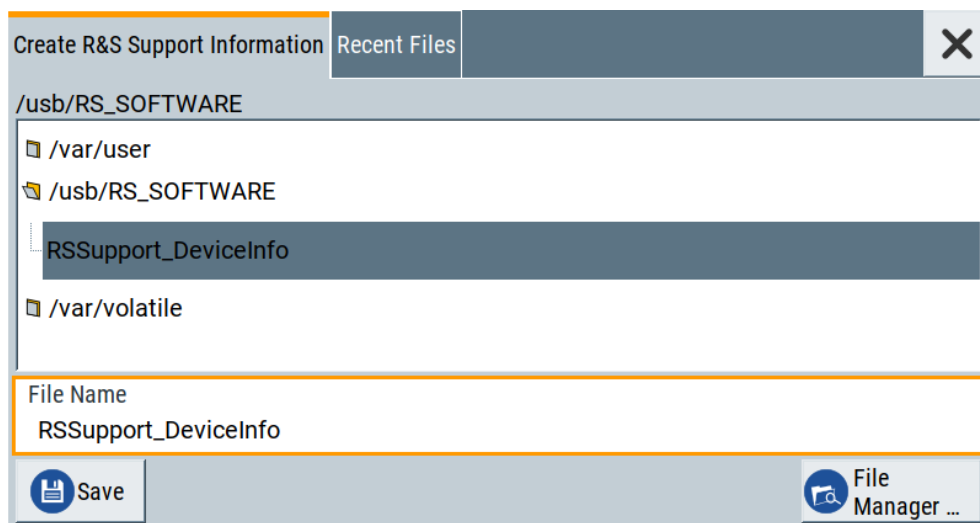 Create R&S Support Information
Recent Files
/usb/RS_SOFTWARE
/var/user
/usb/RS_SOFTWARE
RSSupport_DeviceInfo
/var/volatile
File Name
RSSupport_DeviceInfo
Save
File
Manager ...